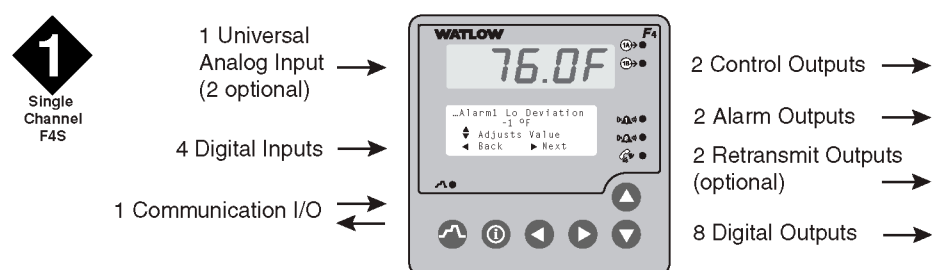 1
Single
Channel
F4S
1 Universal
Analog Input
(2 optional)
4 Digital Inputs
1 Communication I/O
WATLOW
F4
76.0F
1A
1B
…Alarm1 Lo Deviation
-1 °F
Adjusts Value
Back Next
2 Control Outputs
2 Alarm Outputs
2 Retransmit Outputs
(optional)
8 Digital Outputs